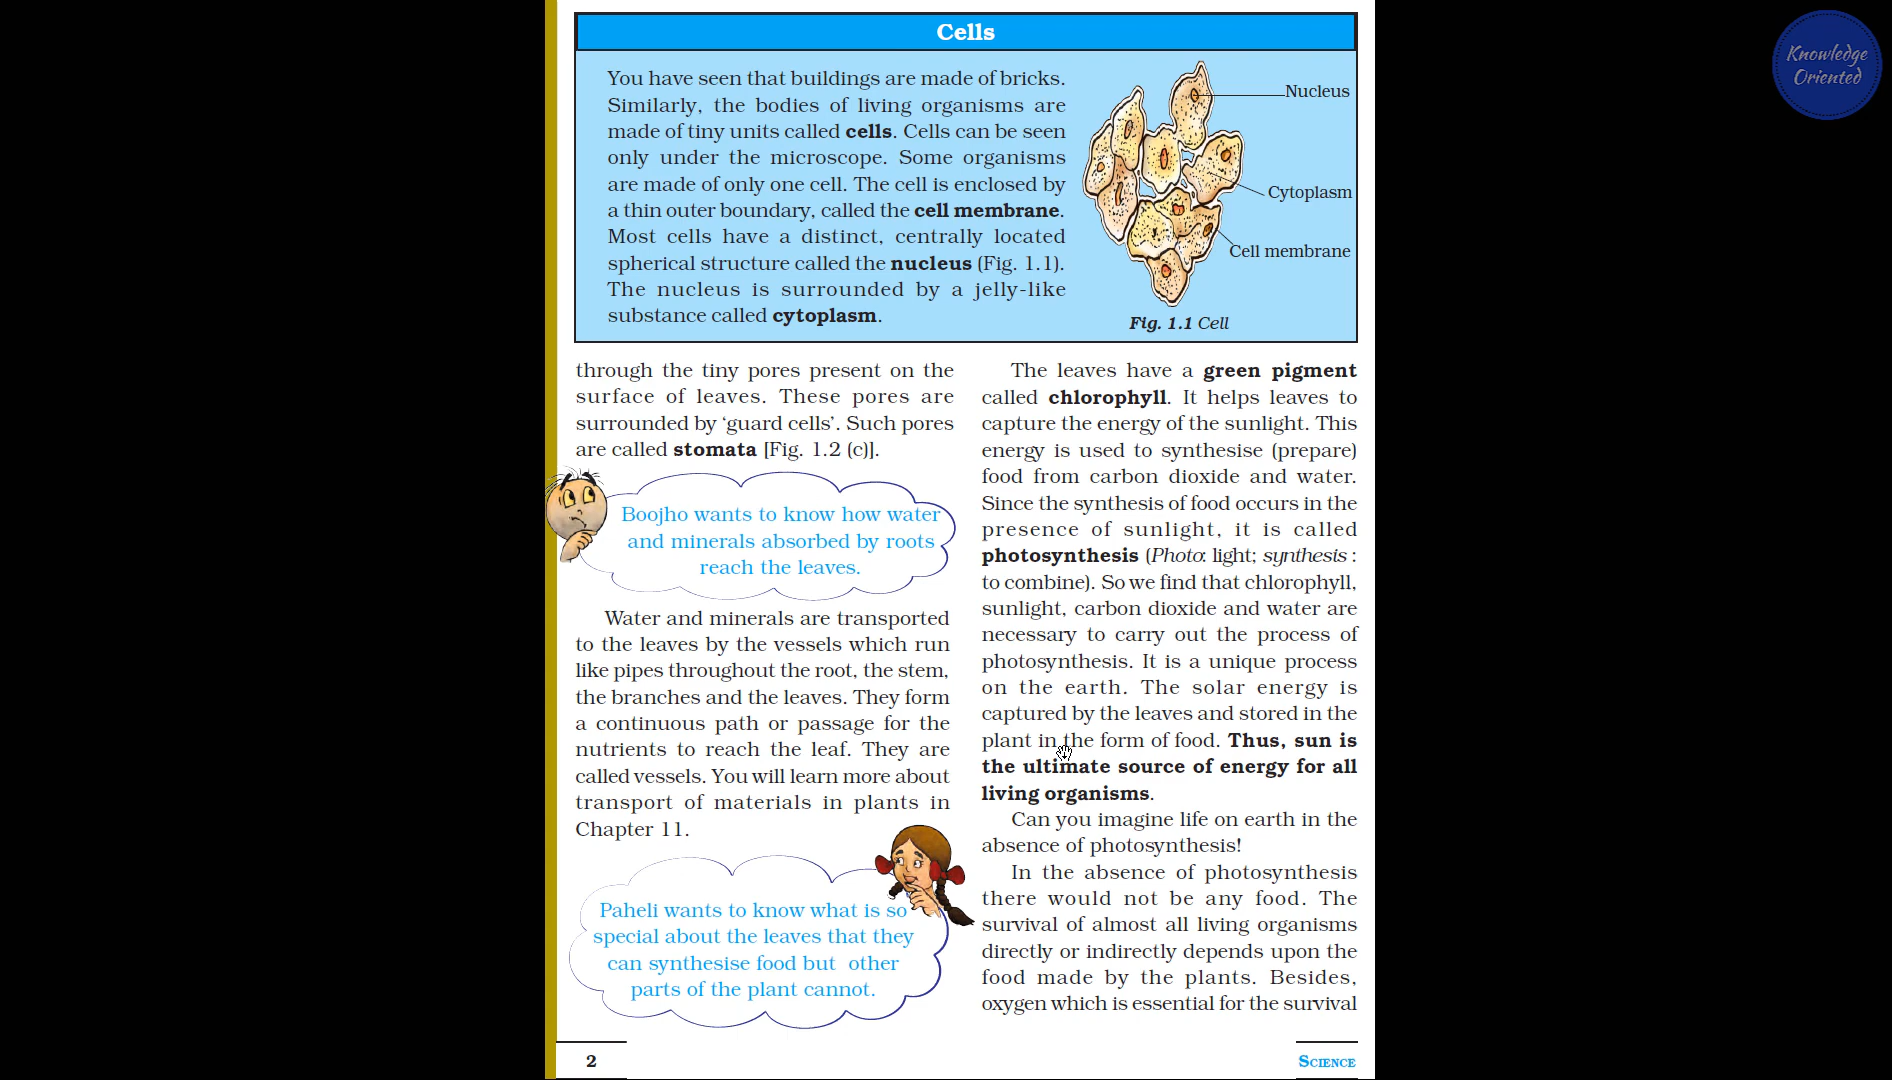 Cells
You have seen that buildings are made of bricks.
Similarly, the bodies of living organisms are
made of tiny units called cells. Cells can be seen
only under the microscope. Some organisms
are made of only one cell. The cell is enclosed by
a thin outer boundary, called the cell membrane.
Most cells have a distinct, centrally located
spherical structure called the nucleus (Fig. 1.1).
The nucleus is surrounded by a jelly-like
substance called cytoplasm.
Nucleus
Cytoplasm
Cell membrane
Fig. 1.1 Cell
through the tiny pores present on the
surface of leaves. These pores are
surrounded by ‘guard cells’. Such pores
are called stomata [Fig. 1.2 (c)].
Boojho wants to know how water
and minerals absorbed by roots
reach the leaves.
Water and minerals are transported
to the leaves by the vessels which run
like pipes throughout the root, the stem,
the branches and the leaves. They form
a continuous path or passage for the
nutrients to reach the leaf. They are
called vessels. You will learn more about
transport of materials in plants in
Chapter 11.
Paheli wants to know what is so
special about the leaves that they
can synthesise food but other
parts of the plant cannot.
The leaves have a green pigment
called chlorophyll. It helps leaves to
capture the energy of the sunlight. This
energy is used to synthesise (prepare)
food from carbon dioxide and water.
Since the synthesis of food occurs in the
presence of sunlight, it is called
photosynthesis (Photo: light; synthesis :
to combine). So we find that chlorophyll,
sunlight, carbon dioxide and water are
necessary to carry out the process of
photosynthesis. It is a unique process
on the earth. The solar energy is
captured by the leaves and stored in the
plant in the form of food. Thus, sun is
the ultimate source of energy for all
living organisms.
Can you imagine life on earth in the
absence of photosynthesis!
In the absence of photosynthesis
there would not be any food. The
survival of almost all living organisms
directly or indirectly depends upon the
food made by the plants. Besides,
oxygen which is essential for the survival
2
SCIENCE
Knowledge
Oriented